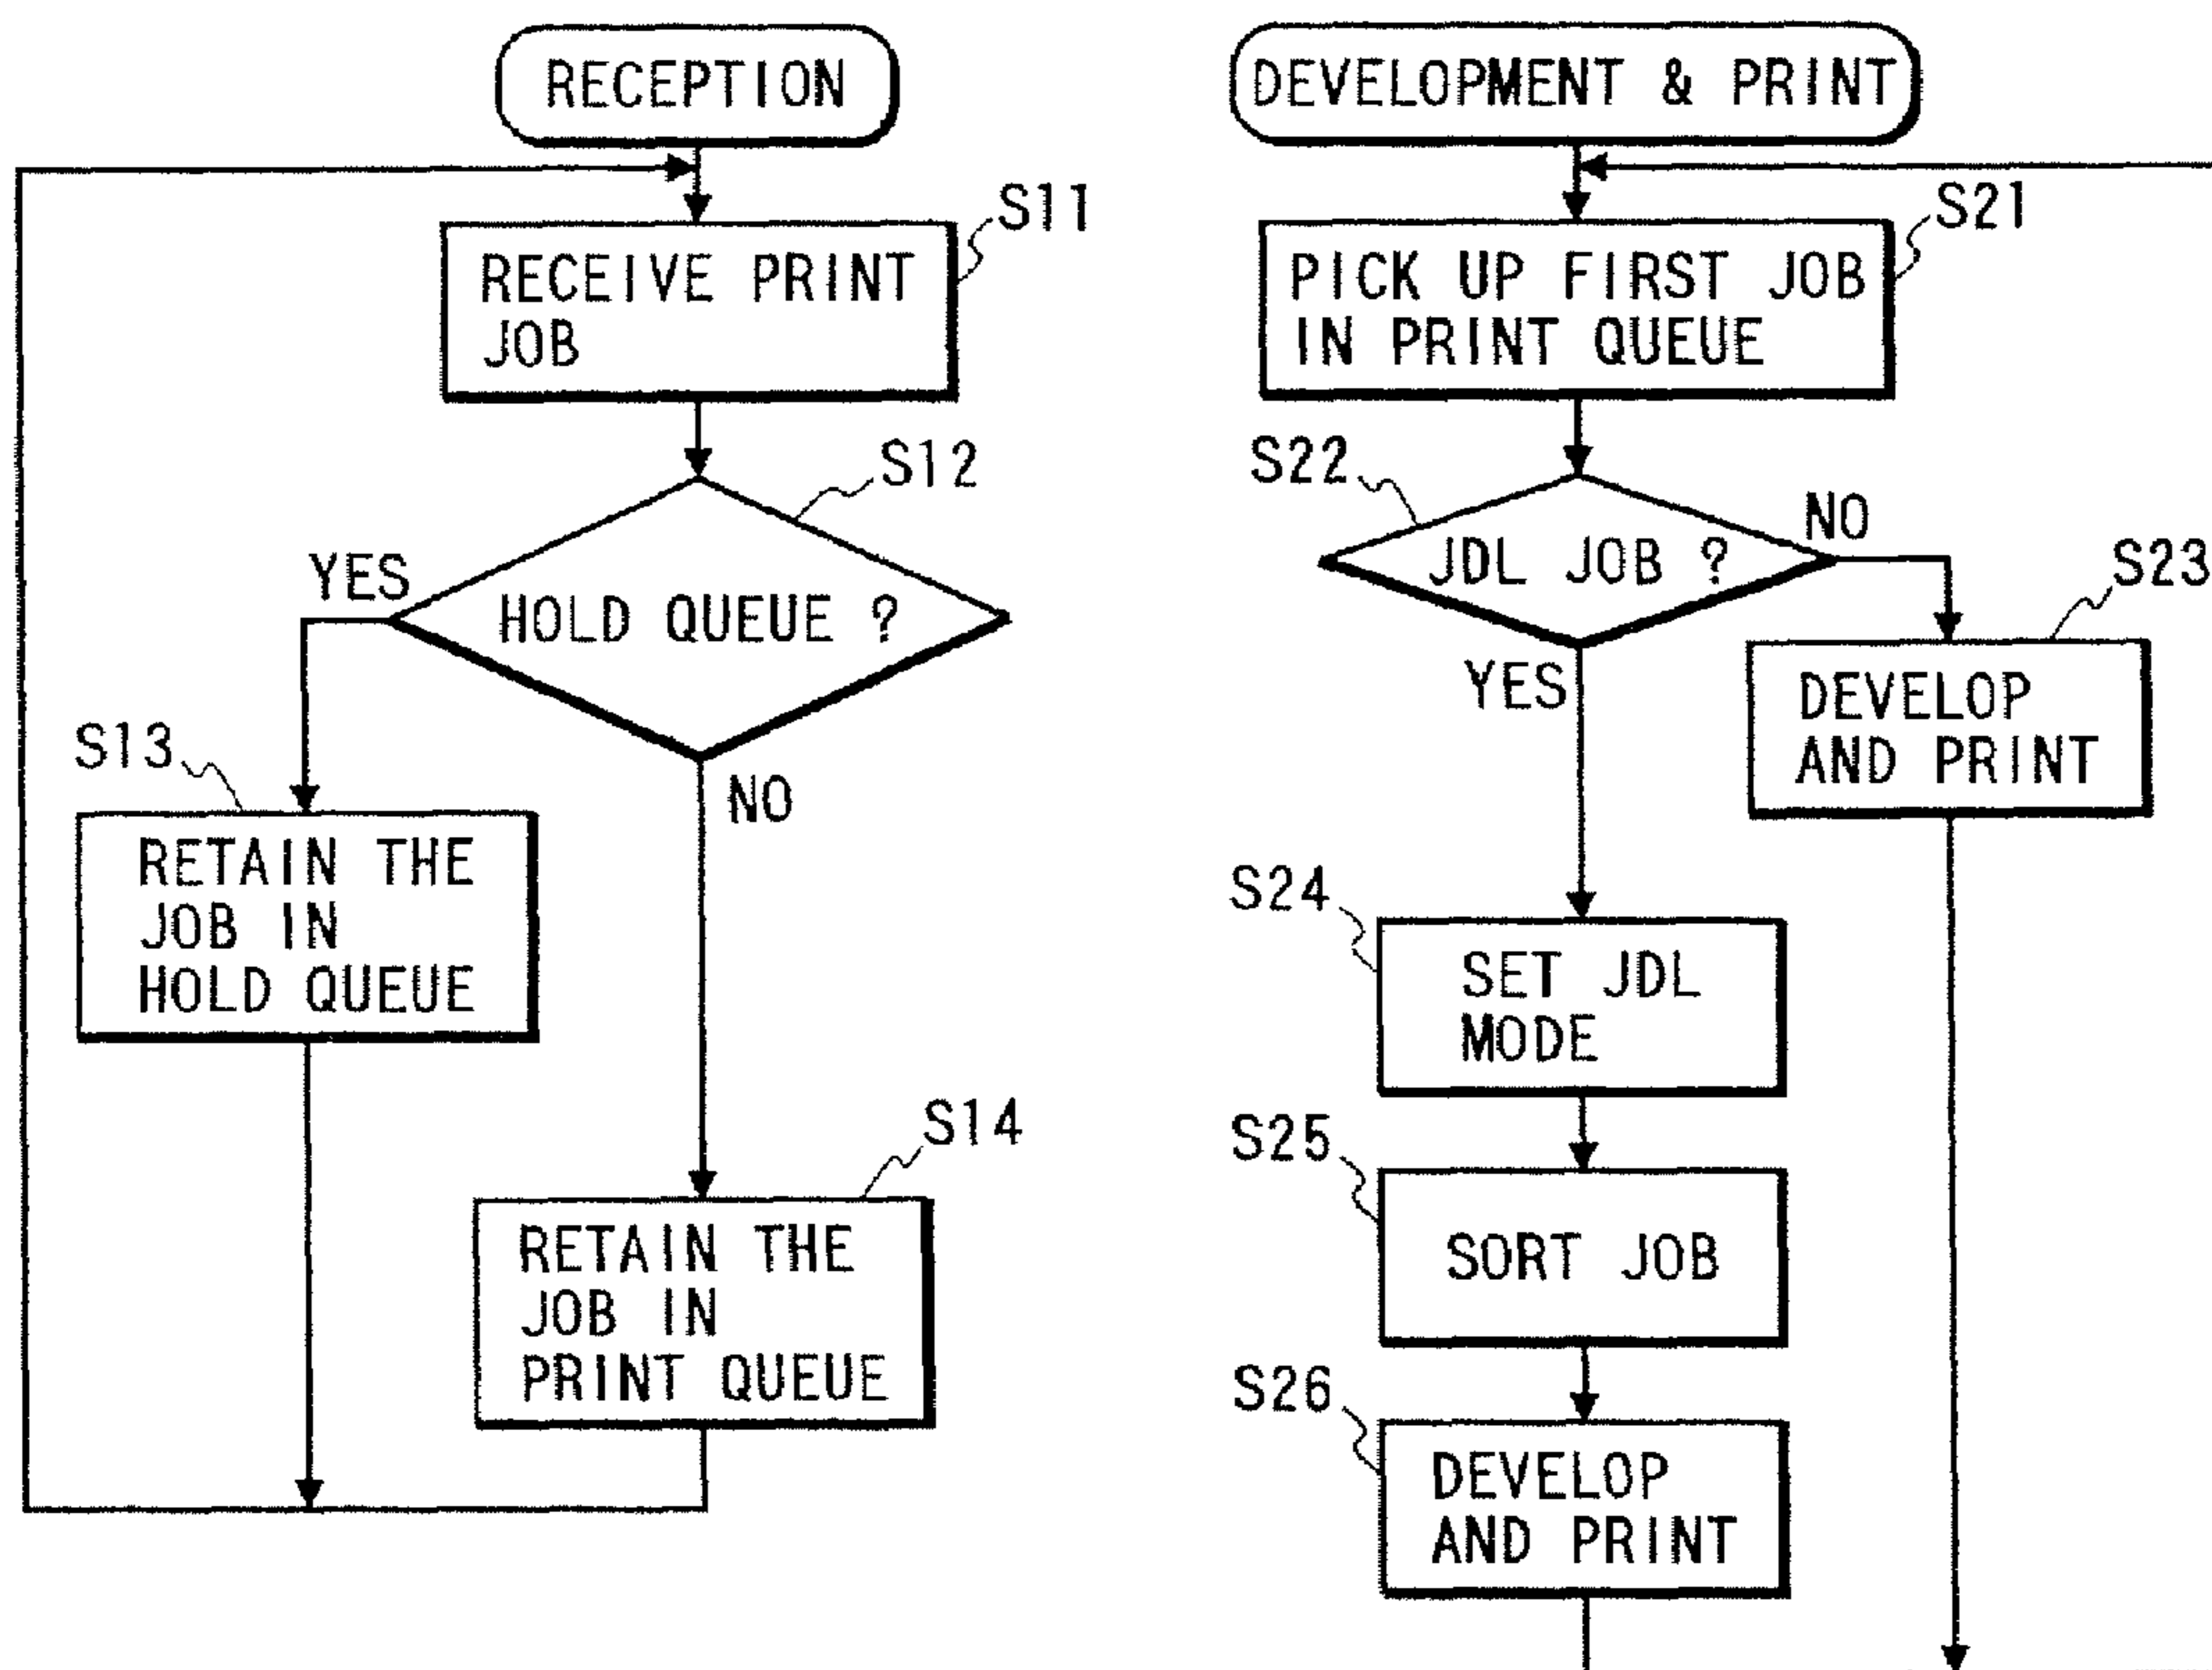 RECEPTION
S11
RECEIVE PRINT
JOB
S12
HOLD QUEUE ?
YES
NO
S13
RETAIN THE
JOB IN
HOLD QUEUE
S14
RETAIN THE
JOB IN
PRINT QUEUE
DEVELOPMENT & PRINT
S21
PICK UP FIRST JOB
IN PRINT QUEUE
S22
JDL JOB ?
NO
YES
S23
DEVELOP
AND PRINT
S24
SET JDL
MODE
S25
SORT JOB
S26
DEVELOP
AND PRINT